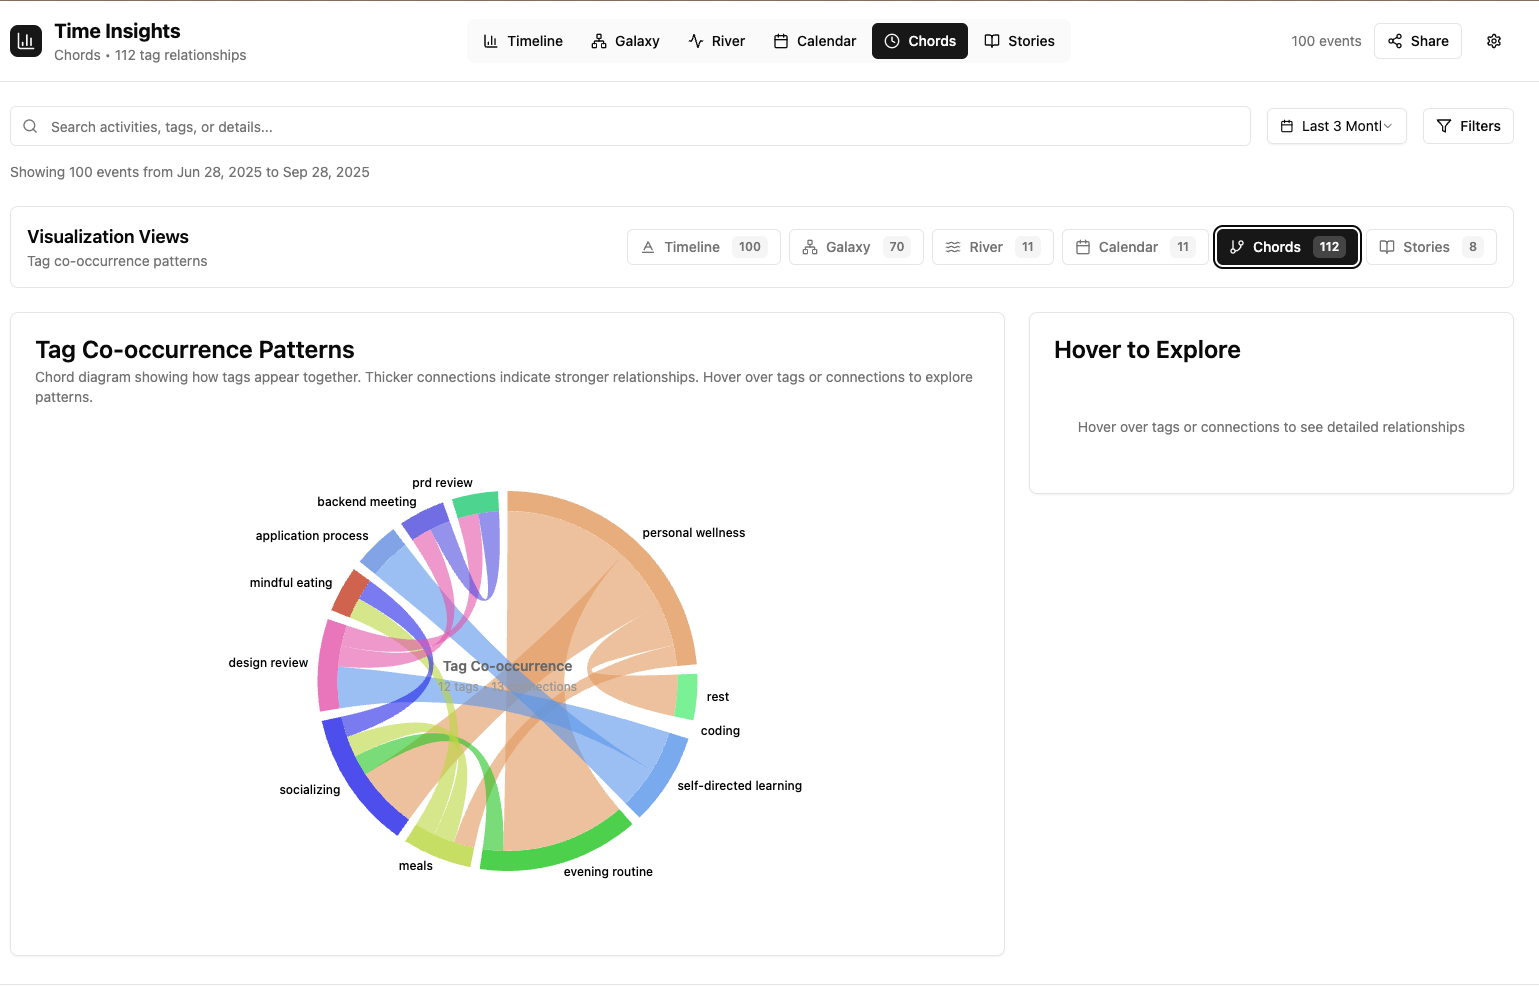 Time Insights
Chords • 112 tag relationships
Timeline
Galaxy
River
Calendar
Chords
Stories
100 events
Share
Search activities, tags, or details...
Last 3 Montl
Filters
Showing 100 events from Jun 28, 2025 to Sep 28, 2025
Visualization Views
Tag co-occurrence patterns
Timeline 100
Galaxy 70
River 11
Calendar 11
Chords 112
Stories 8
Tag Co-occurrence Patterns
Chord diagram showing how tags appear together. Thicker connections indicate stronger relationships. Hover over tags or connections to explore
patterns.
Hover to Explore
Hover over tags or connections to see detailed relationships
prd review
backend meeting
application process
mindful eating
design review
socializing
meals
evening routine
self-directed learning
coding
rest
personal wellness
Tag Co-occurrence
12 tags • 13 connections